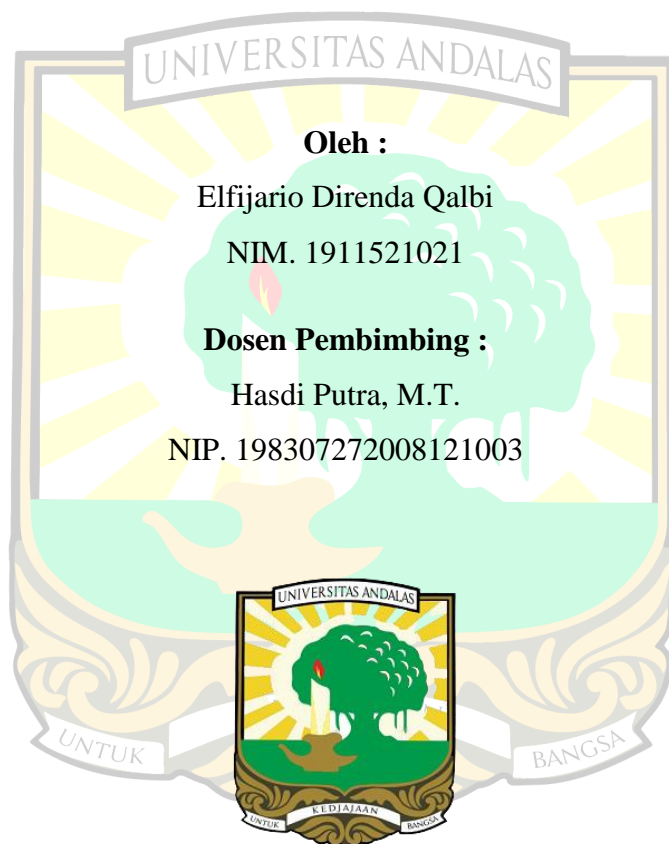 UNIVERSITAS ANDALAS
Oleh :
Elfijario Direnda Qalbi
NIM. 1911521021
Dosen Pembimbing :
Hasdi Putra, M.T.
NIP. 198307272008121003
UNIVERSITAS ANDALAS
UNTUK
BANGSA
KEDJAJAAN
UNTUK
BANGSA